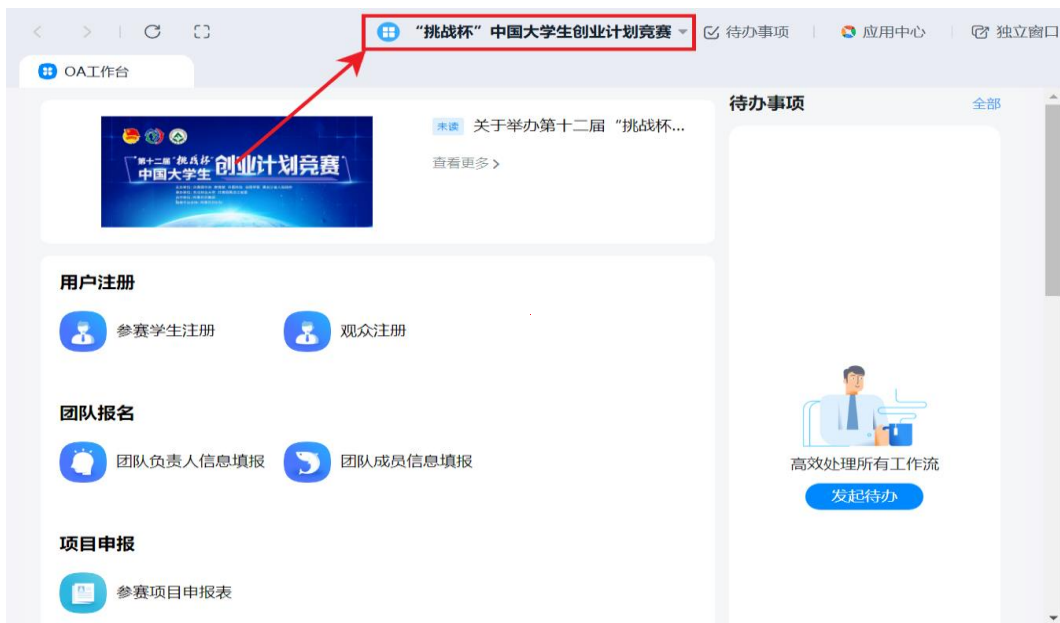 “挑战杯”中国大学生创业计划竞赛
待办事项
应用中心
独立窗口
OA工作台
第十二届“挑战杯”
中国大学生
创业计划竞赛
未读 关于举办第十二届“挑战杯...
查看更多>
待办事项
全部
用户注册
参赛学生注册
观众注册
团队报名
团队负责人信息填报
团队成员信息填报
项目申报
参赛项目申报表
高效处理所有工作流
发起待办